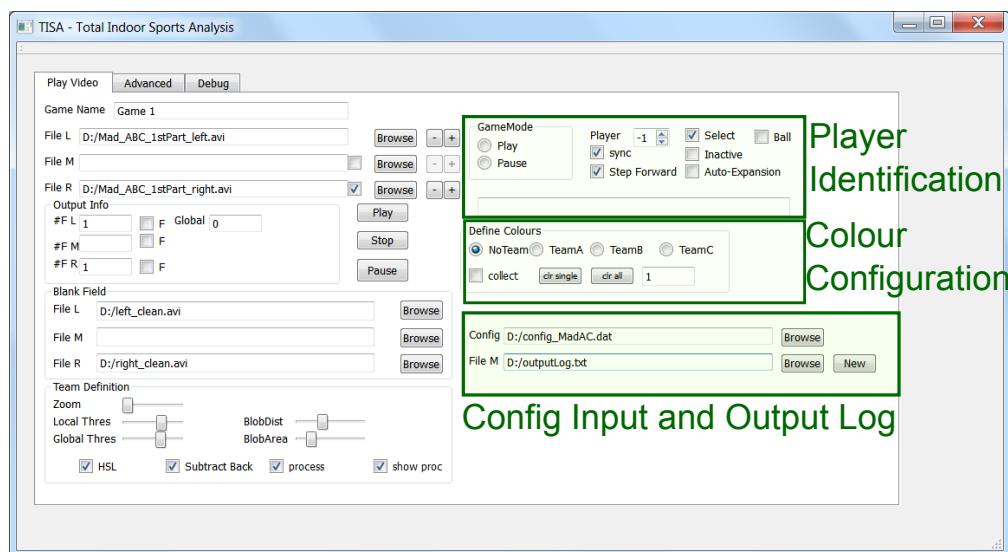 TISA - Total Indoor Sports Analysis
Play Video Advanced Debug
Game Name Game 1
File L D:/Mad_ABC_1stPart_left.avi Browse - +
File M Browse - +
File R D:/Mad_ABC_1stPart_right.avi Browse - +
Output Info
#F L 1 F Global 0
#F M F
#F R 1 F
Play
Stop
Pause
Blank Field
File L D:/left_clean.avi Browse
File M Browse
File R D:/right_clean.avi Browse
Team Definition
Zoom
Local Thres BlobDist
Global Thres BlobArea
HSL Subtract Back process show proc
GameMode
Play
Pause
Player -1 Select Ball
sync Inactive
Step Forward Auto-Expansion
Player
Identification
Define Colours
NoTeam TeamA TeamB TeamC
collect clr single clr all 1
Colour
Configuration
Config D:/config_MadAC.dat Browse
File M D:/outputLog.txt Browse New
Config Input and Output Log